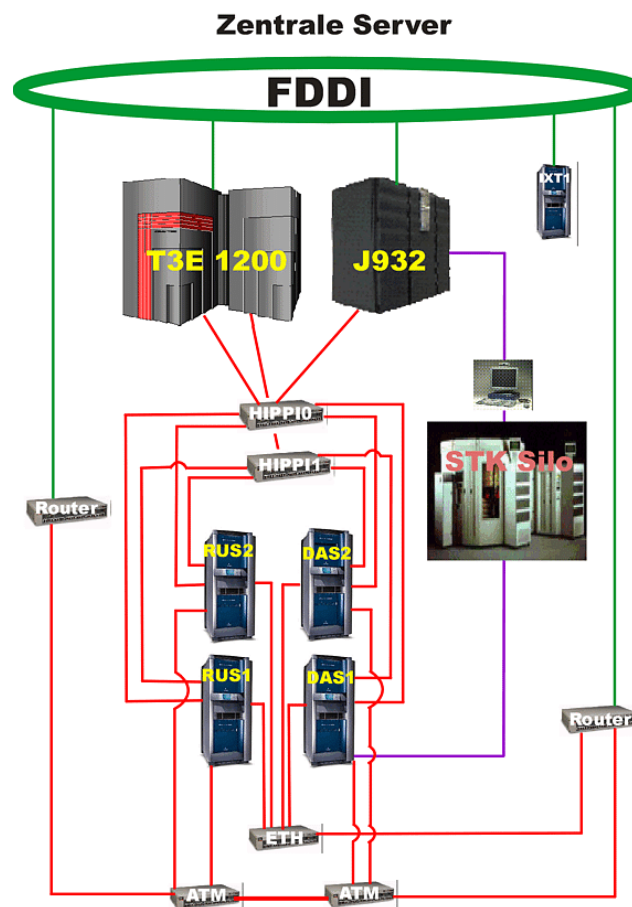 Zentrale Server
FDDI
IXT1
T3E 1200
J932
HIPPI0
HIPPI1
STK Silo
Router
RUS2
DAS2
RUS1
DAS1
Router
ETH
ATM
ATM